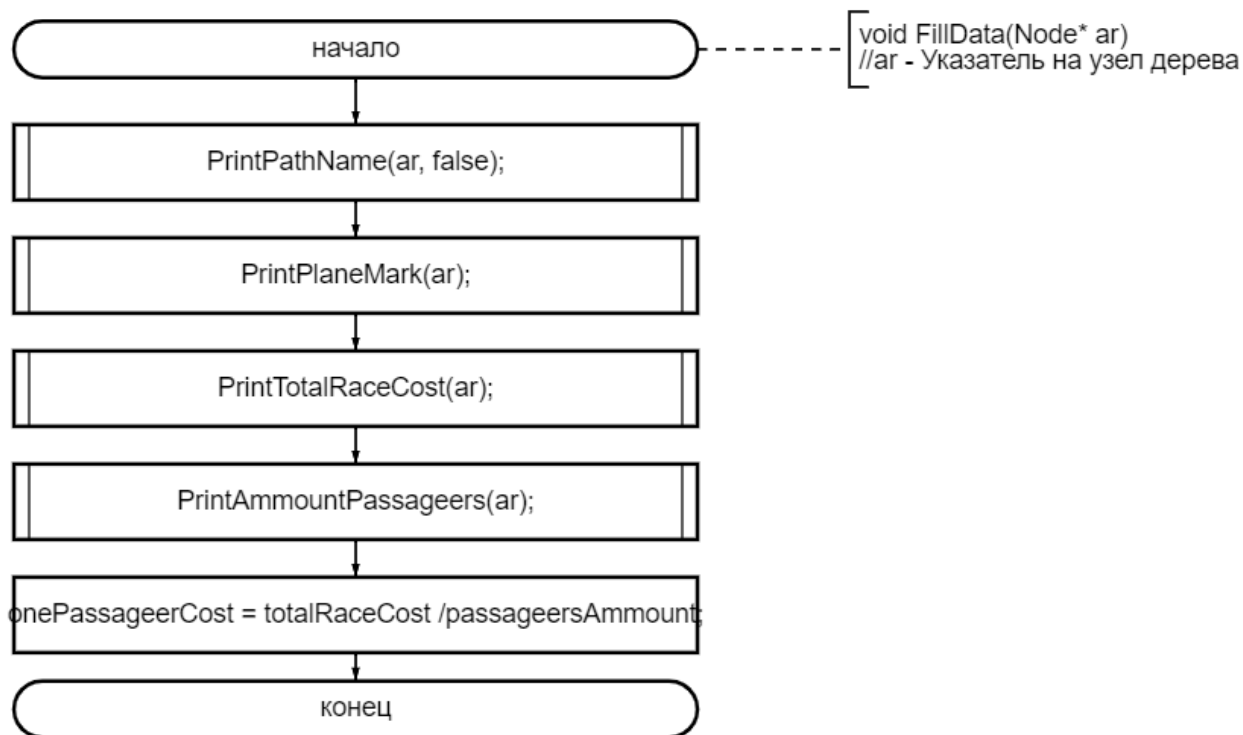 начало
void FillData(Node* ar)
//ar - Указатель на узел дерева
PrintPathName(ar, false);
PrintPlaneMark(ar);
PrintTotalRaceCost(ar);
PrintAmmountPassageers(ar);
onePassageerCost = totalRaceCost /passageersAmmount;
конец